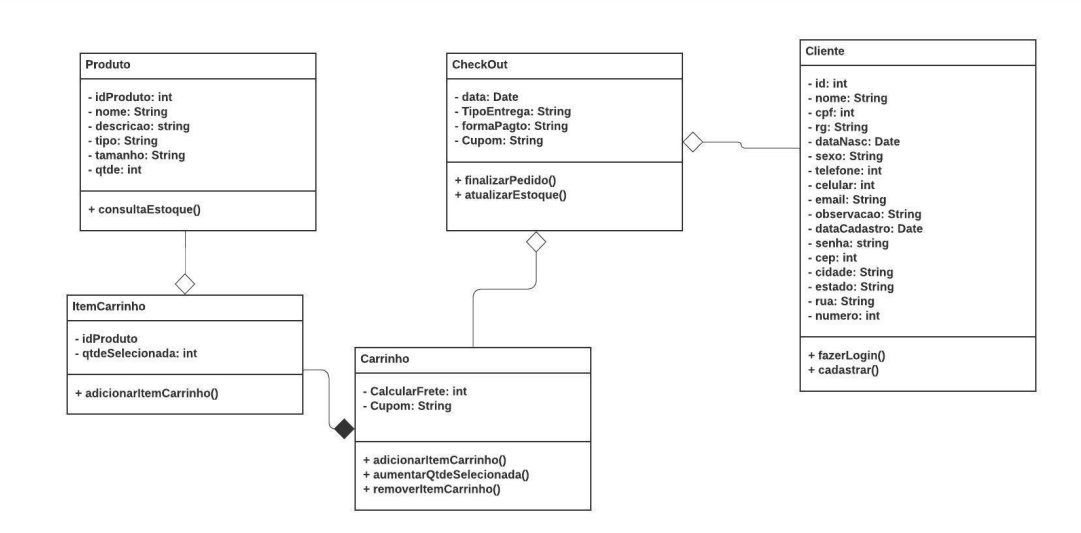 Produto
- idProduto: int
- nome: String
- descricao: string
- tipo: String
- tamanho: String
- qtde: int
+ consultaEstoque()
ItemCarrinho
- idProduto
- qtdeSelecionada: int
+ adicionarItemCarrinho()
CheckOut
- data: Date
- TipoEntrega: String
- formaPagto: String
- Cupom: String
+ finalizarPedido()
+ atualizarEstoque()
Carrinho
- CalcularFrete: int
- Cupom: String
+ adicionarItemCarrinho()
+ aumentarQtdeSelecionada()
+ removerItemCarrinho()
Cliente
- id: int
- nome: String
- cpf: int
- rg: String
- dataNasc: Date
- sexo: String
- telefone: int
- celular: int
- email: String
- observacao: String
- dataCadastro: Date
- senha: string
- cep: int
- cidade: String
- estado: String
- rua: String
- numero: int
+ fazerLogin()
+ cadastrar()